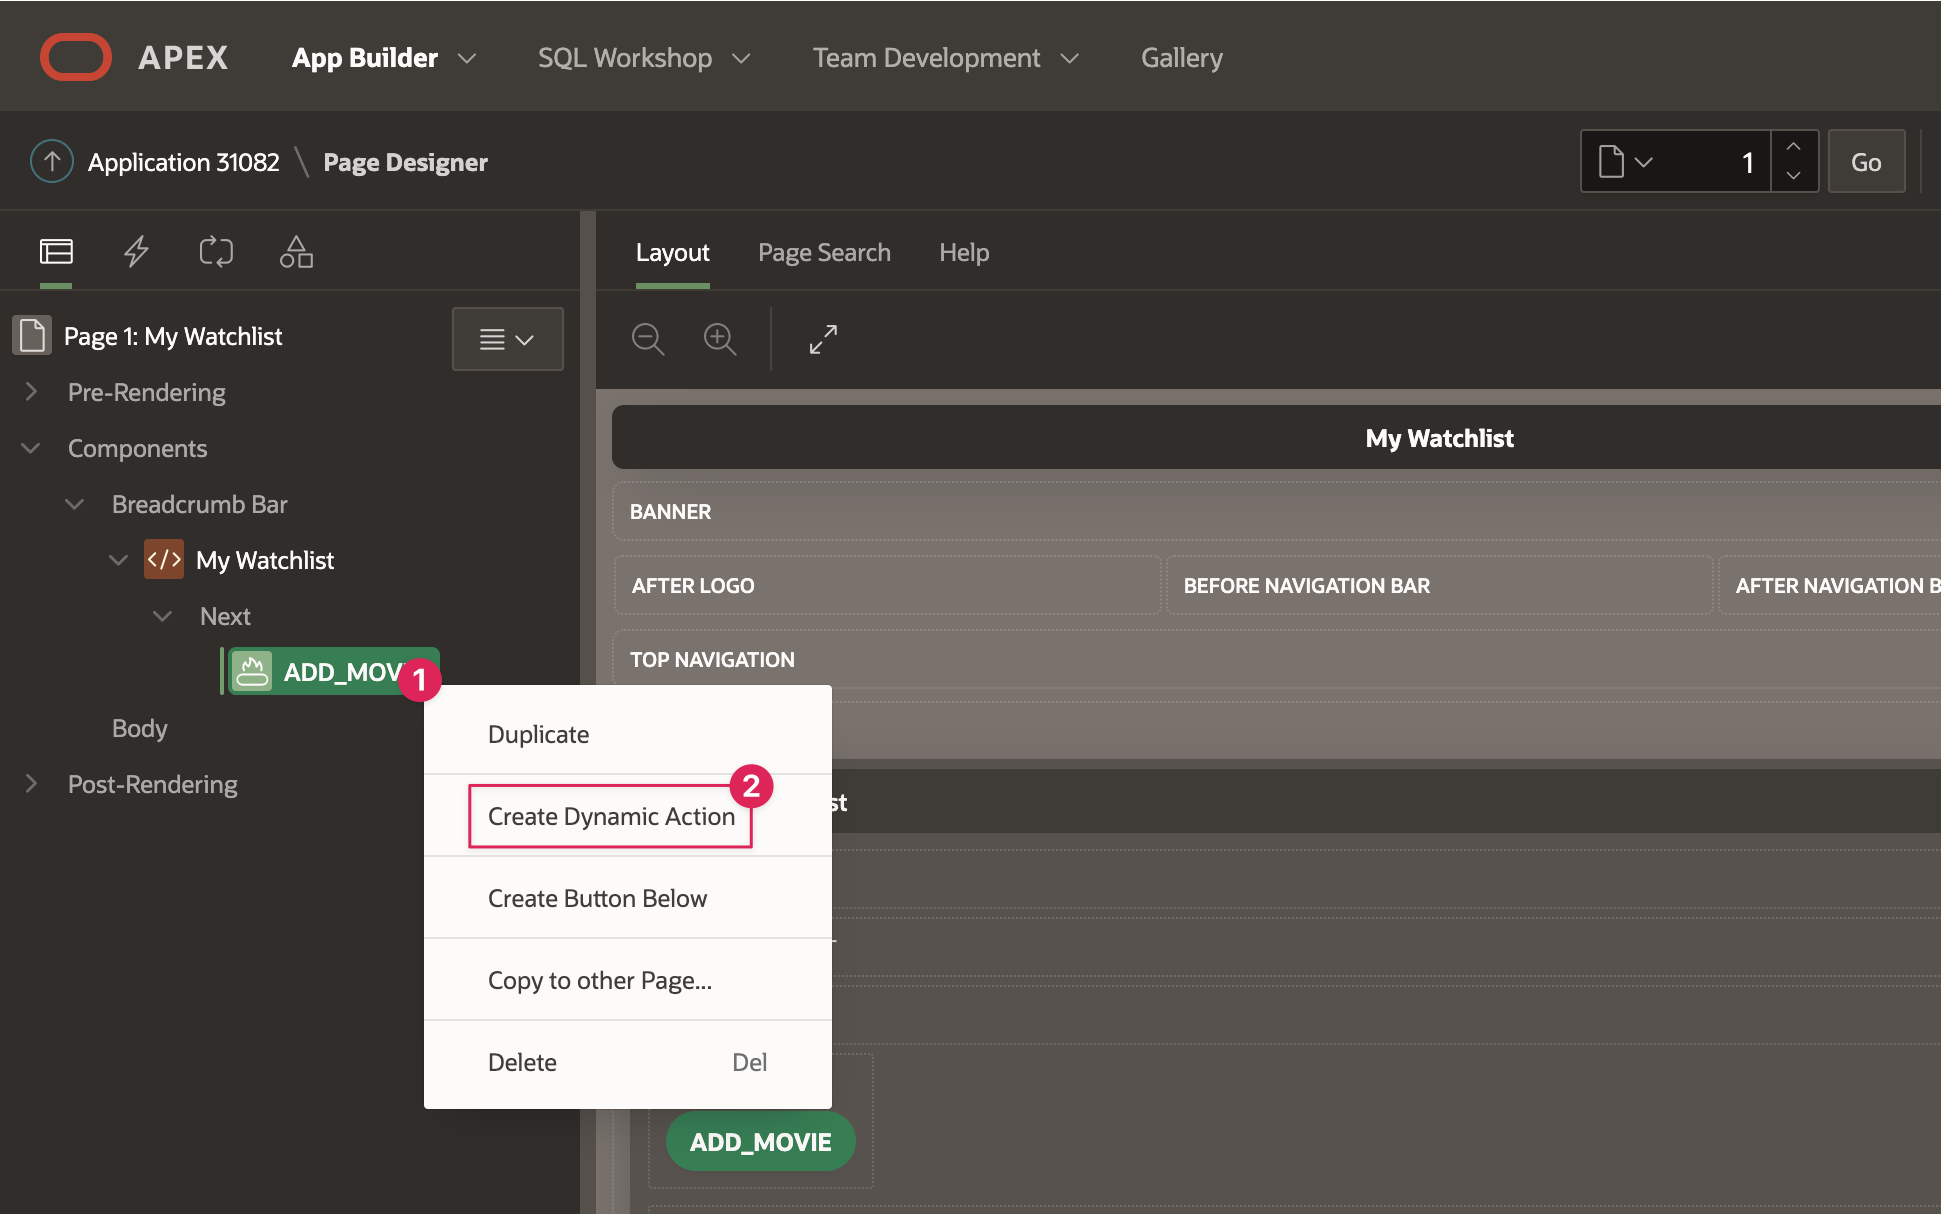 APEX App Builder SQL Workshop Team Development Gallery
Application 31082 \ Page Designer 1 Go
Layout Page Search Help
Page 1: My Watchlist
Pre-Rendering
Components
Breadcrumb Bar
My Watchlist
Next
ADD_MOV 1
Body
Post-Rendering
My Watchlist
BANNER
AFTER LOGO BEFORE NAVIGATION BAR AFTER NAVIGATION B
TOP NAVIGATION
Duplicate
2
Create Dynamic Action
Create Button Below
Copy to other Page...
Delete Del
st
ADD_MOVIE